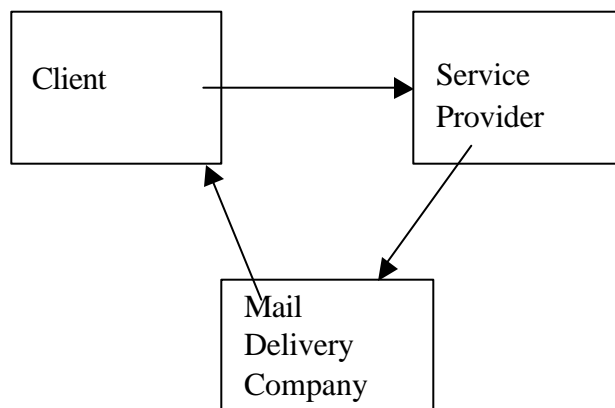 Client
Service
Provider
Mail
Delivery
Company